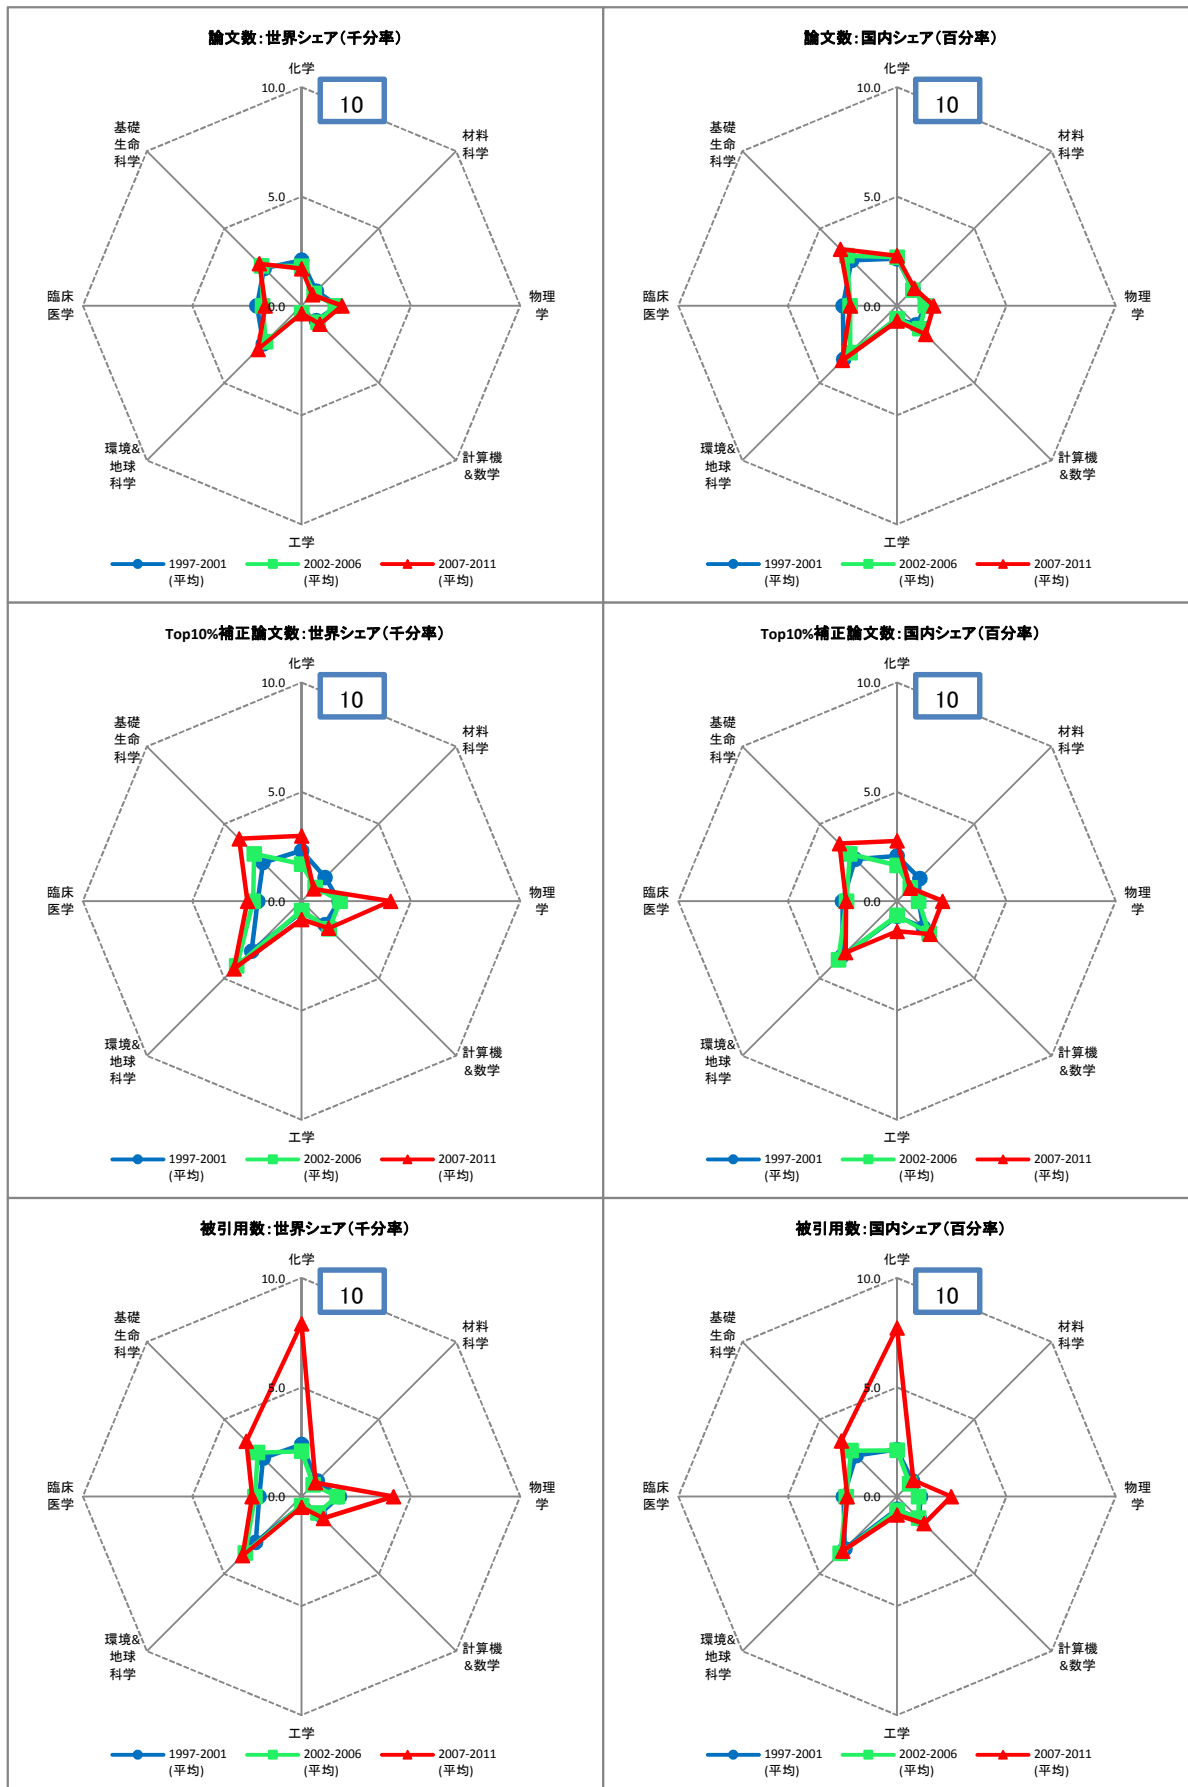 論文数：世界シェア（千分率）
化学
10.0
10
基礎
生命
科学
材料
科学
5.0
臨床
医学
0.0
物理
学
環境&
地球
科学
計算機
&数学
工学
1997-2001
(平均)
2002-2006
(平均)
2007-2011
(平均)
論文数：国内シェア（百分率）
化学
10.0
10
基礎
生命
科学
材料
科学
5.0
臨床
医学
0.0
物理
学
環境&
地球
科学
計算機
&数学
工学
1997-2001
(平均)
2002-2006
(平均)
2007-2011
(平均)
Top10%補正論文数：世界シェア（千分率）
化学
10.0
10
基礎
生命
科学
材料
科学
5.0
臨床
医学
0.0
物理
学
環境&
地球
科学
計算機
&数学
工学
1997-2001
(平均)
2002-2006
(平均)
2007-2011
(平均)
Top10%補正論文数：国内シェア（百分率）
化学
10.0
10
基礎
生命
科学
材料
科学
5.0
臨床
医学
0.0
物理
学
環境&
地球
科学
計算機
&数学
工学
1997-2001
(平均)
2002-2006
(平均)
2007-2011
(平均)
被引用数：世界シェア（千分率）
化学
10.0
10
基礎
生命
科学
材料
科学
5.0
臨床
医学
0.0
物理
学
環境&
地球
科学
計算機
&数学
工学
1997-2001
(平均)
2002-2006
(平均)
2007-2011
(平均)
被引用数：国内シェア（百分率）
化学
10.0
10
基礎
生命
科学
材料
科学
5.0
臨床
医学
0.0
物理
学
環境&
地球
科学
計算機
&数学
工学
1997-2001
(平均)
2002-2006
(平均)
2007-2011
(平均)